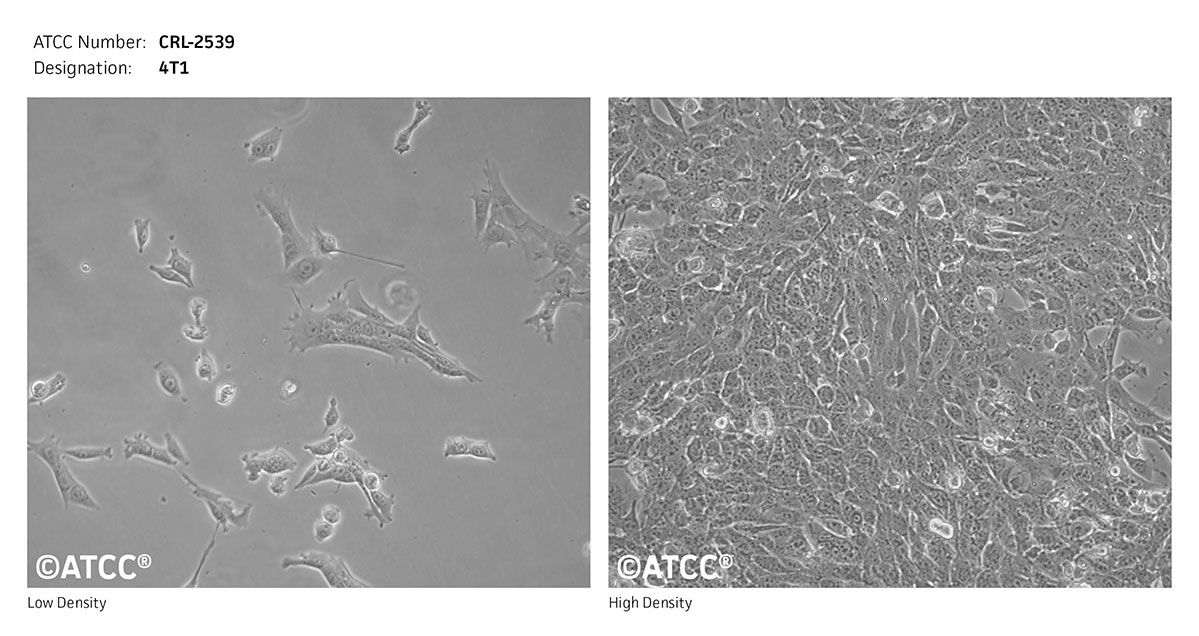 ATCC Number: CRL-2539
Designation: 4T1
©ATCC®
©ATCC®
Low Density
High Density